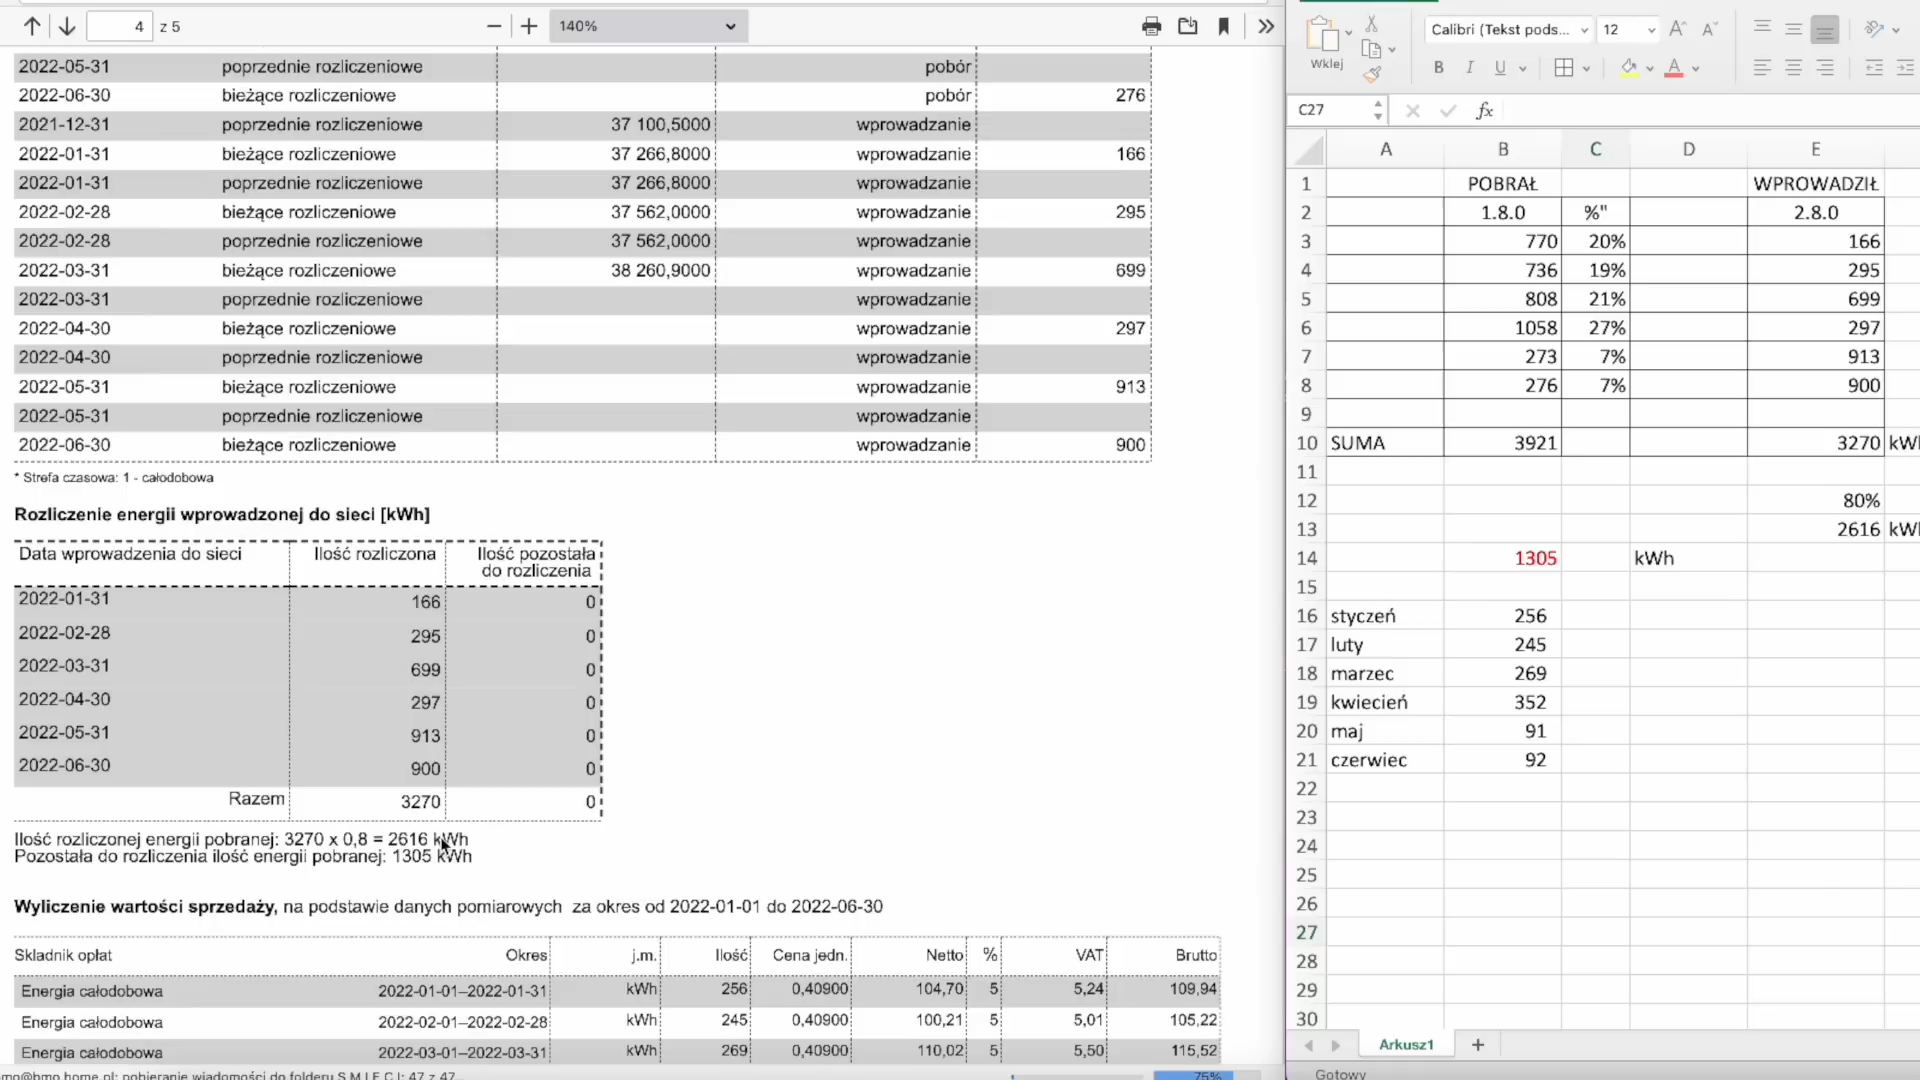 4 z 5 140%
2022-05-31 poprzednie rozliczeniowe pobór
2022-06-30 bieżące rozliczeniowe pobór 276
2021-12-31 poprzednie rozliczeniowe 37 100,5000 wprowadzanie
2022-01-31 bieżące rozliczeniowe 37 266,8000 wprowadzanie 166
2022-01-31 poprzednie rozliczeniowe 37 266,8000 wprowadzanie
2022-02-28 bieżące rozliczeniowe 37 562,0000 wprowadzanie 295
2022-02-28 poprzednie rozliczeniowe 37 562,0000 wprowadzanie
2022-03-31 bieżące rozliczeniowe 38 260,9000 wprowadzanie 699
2022-03-31 poprzednie rozliczeniowe wprowadzanie
2022-04-30 bieżące rozliczeniowe wprowadzanie 297
2022-04-30 poprzednie rozliczeniowe wprowadzanie
2022-05-31 bieżące rozliczeniowe wprowadzanie 913
2022-05-31 poprzednie rozliczeniowe wprowadzanie
2022-06-30 bieżące rozliczeniowe wprowadzanie 900
* Strefa czasowa: 1 - całodobowa
Rozliczenie energii wprowadzonej do sieci [kWh]
Data wprowadzenia do sieci Ilość rozliczona Ilość pozostała
do rozliczenia
2022-01-31 166 0
2022-02-28 295 0
2022-03-31 699 0
2022-04-30 297 0
2022-05-31 913 0
2022-06-30 900 0
Razem 3270 0
Ilość rozliczonej energii pobranej: 3270 x 0,8 = 2616 kWh
Pozostała do rozliczenia ilość energii pobranej: 1305 kWh
Wyliczenie wartości sprzedaży, na podstawie danych pomiarowych za okres od 2022-01-01 do 2022-06-30
Składnik opłat Okres j.m. Ilość Cena jedn. Netto % VAT Brutto
Energia całodobowa 2022-01-01–2022-01-31 kWh 256 0,40900 104,70 5 5,24 109,94
Energia całodobowa 2022-02-01–2022-02-28 kWh 245 0,40900 100,21 5 5,01 105,22
Energia całodobowa 2022-03-01–2022-03-31 kWh 269 0,40900 110,02 5 5,50 115,52
mo@bmo.home.pl: pobieranie wiadomości do folderu S M I E C I: 47 z 47... 75%
Wklej
Calibri (Tekst pods... 12
B I U A
C27 fx
A B C D E
1 POBRAŁ WPROWADZIŁ
2 1.8.0 %" 2.8.0
3 770 20% 166
4 736 19% 295
5 808 21% 699
6 1058 27% 297
7 273 7% 913
8 276 7% 900
9
10 SUMA 3921 3270 kWh
11
12 80%
13 2616 kWh
14 1305 kWh
15
16 styczeń 256
17 luty 245
18 marzec 269
19 kwiecień 352
20 maj 91
21 czerwiec 92
22
23
24
25
26
27
28
29
30
Arkusz1 +
Gotowy